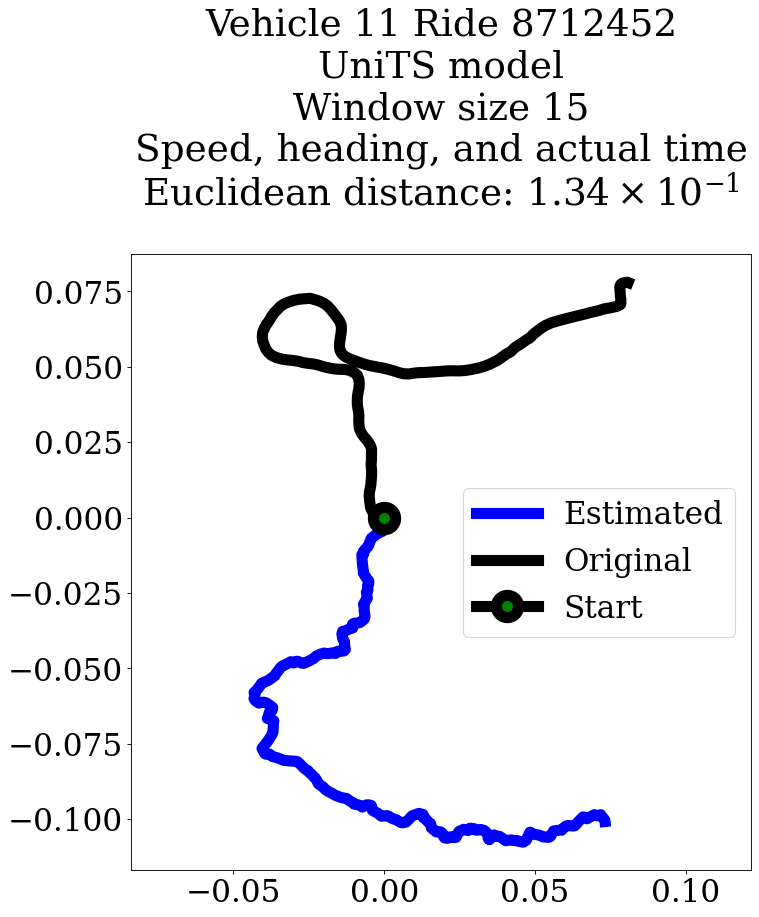 Vehicle 11 Ride 8712452
UniTS model
Window size 15
Speed, heading, and actual time
Euclidean distance: 1.34 × 10⁻¹
0.075
0.050
0.025
0.000
−0.025
−0.050
−0.075
−0.100
Estimated
Original
Start
−0.05 0.00 0.05 0.10